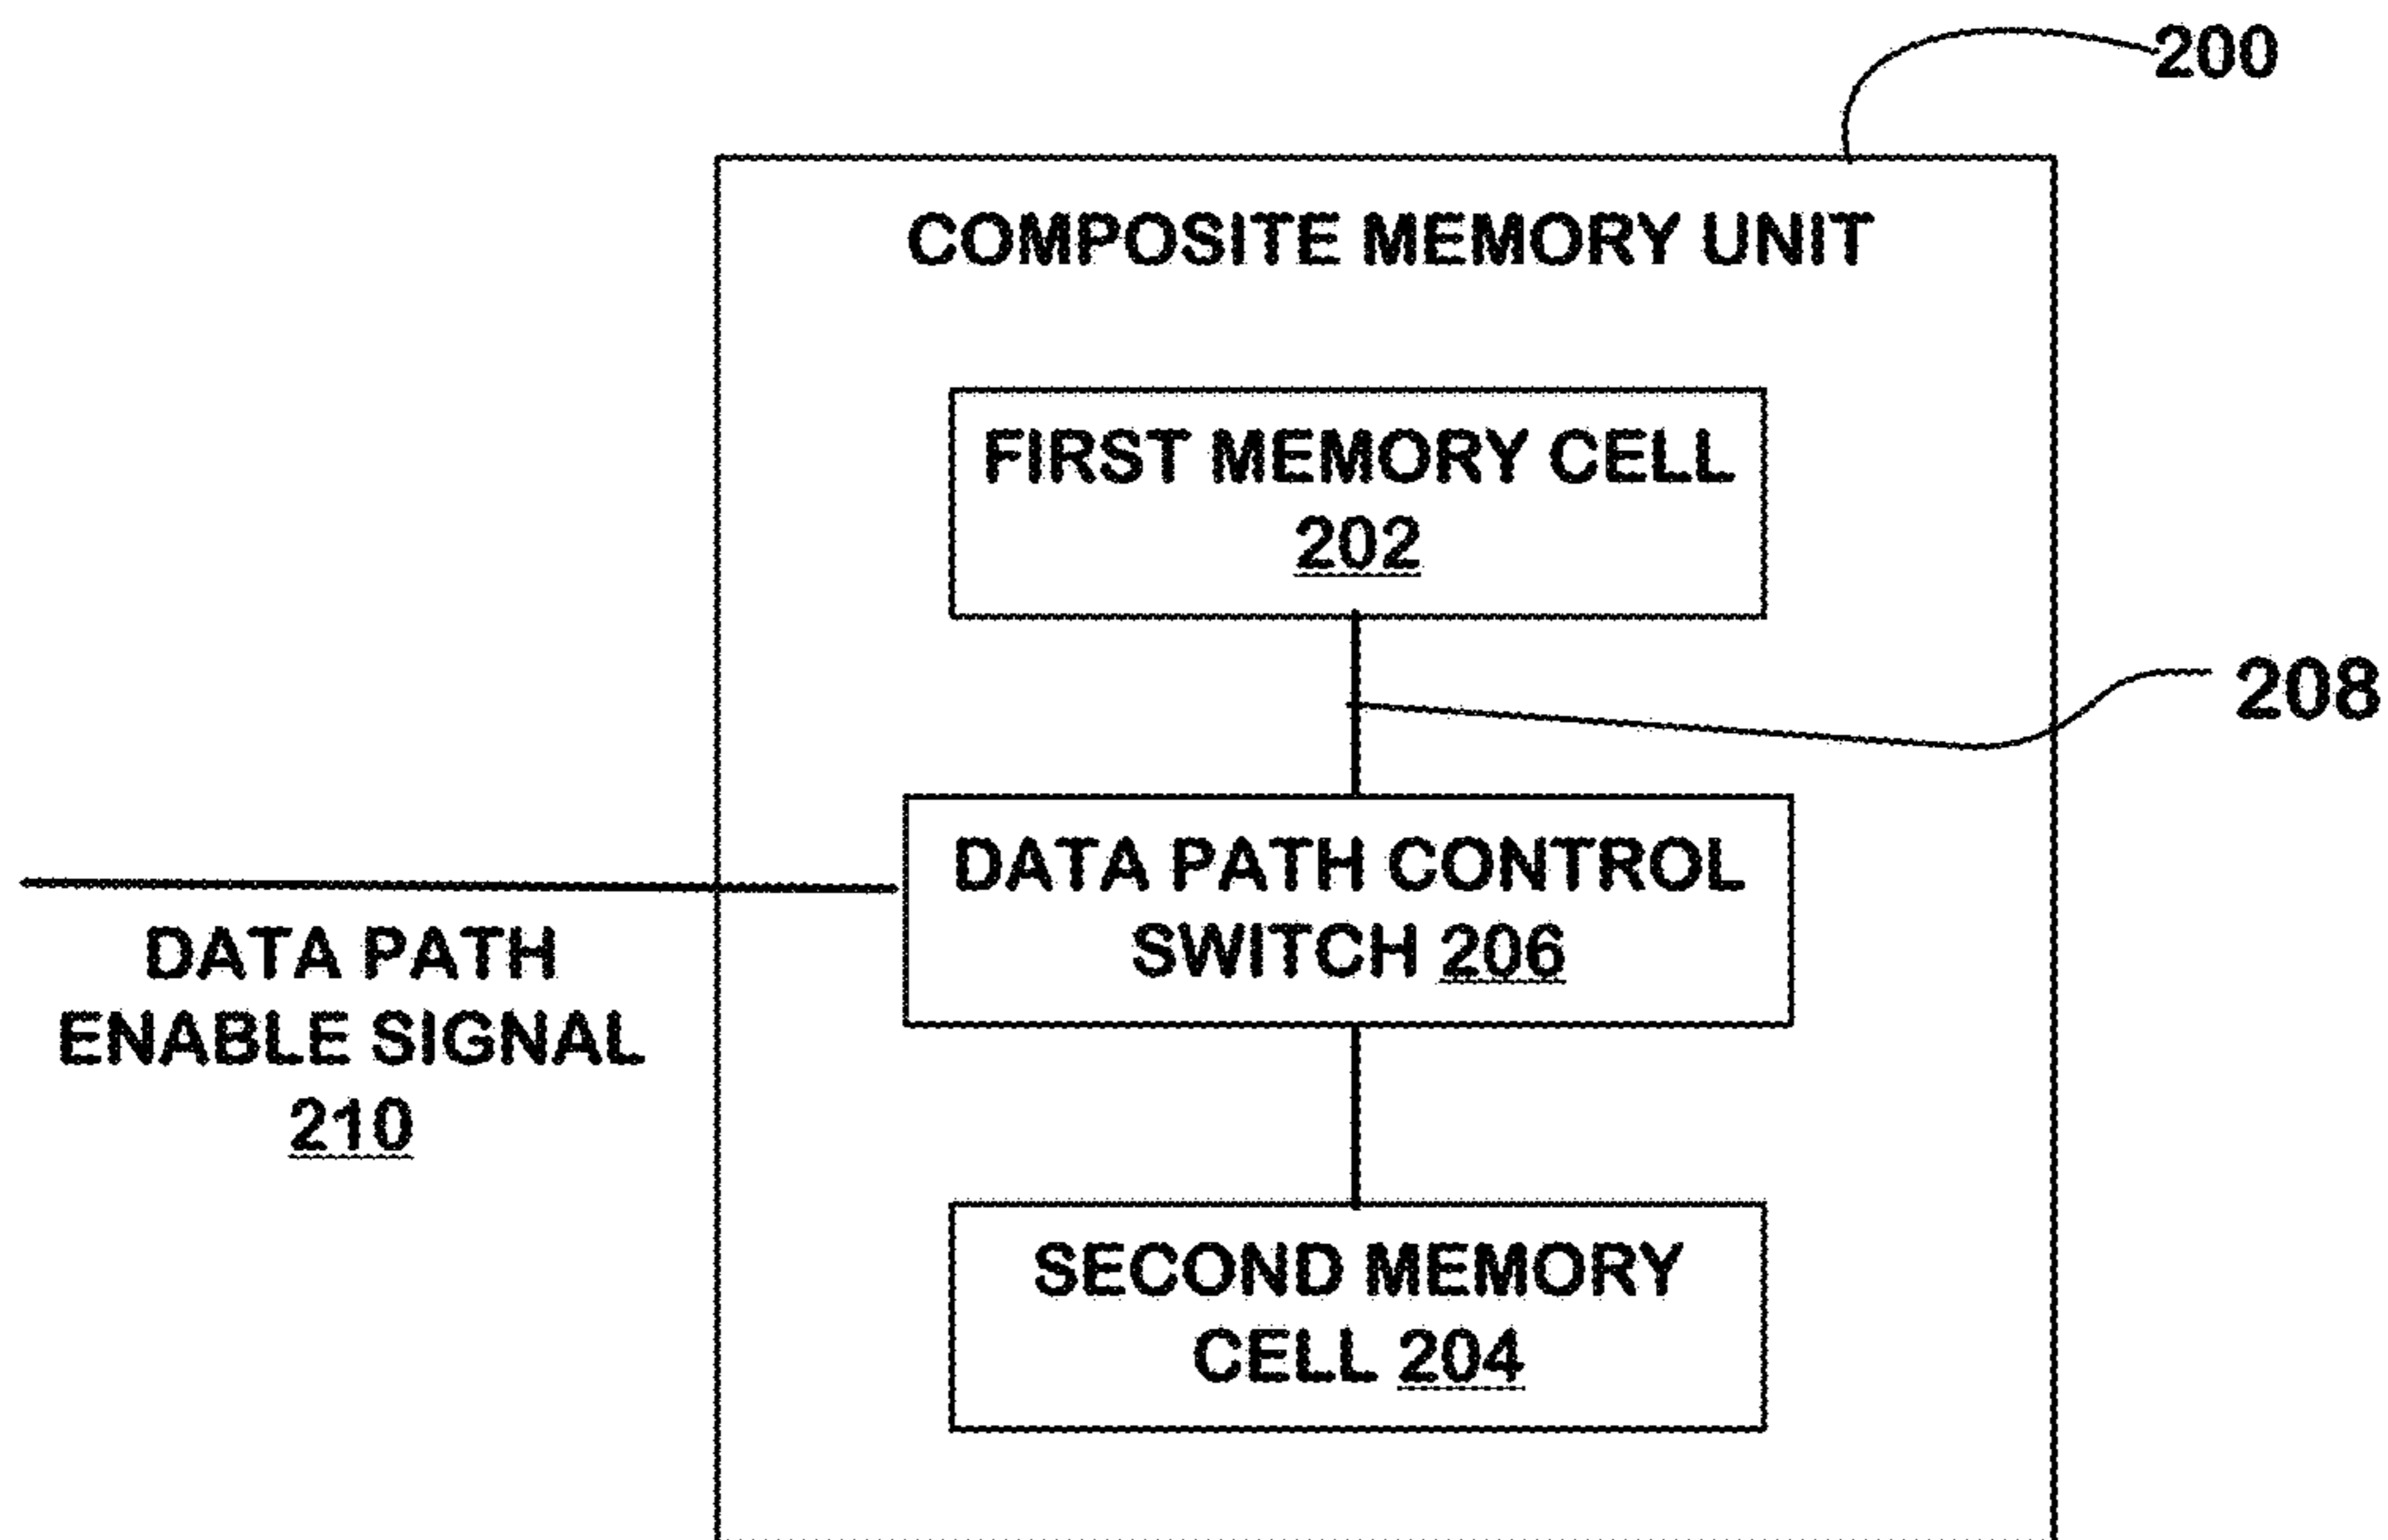 200
COMPOSITE MEMORY UNIT
FIRST MEMORY CELL
202
208
DATA PATH CONTROL
SWITCH 206
DATA PATH
ENABLE SIGNAL
210
SECOND MEMORY
CELL 204